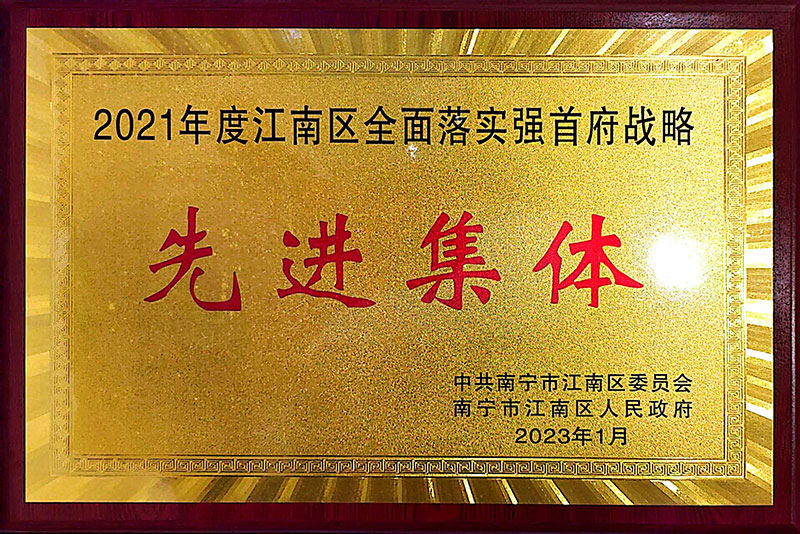 2021年度江南区全面落实强首府战略
先进集体
中共南宁市江南区委员会
南宁市江南区人民政府
2023年1月